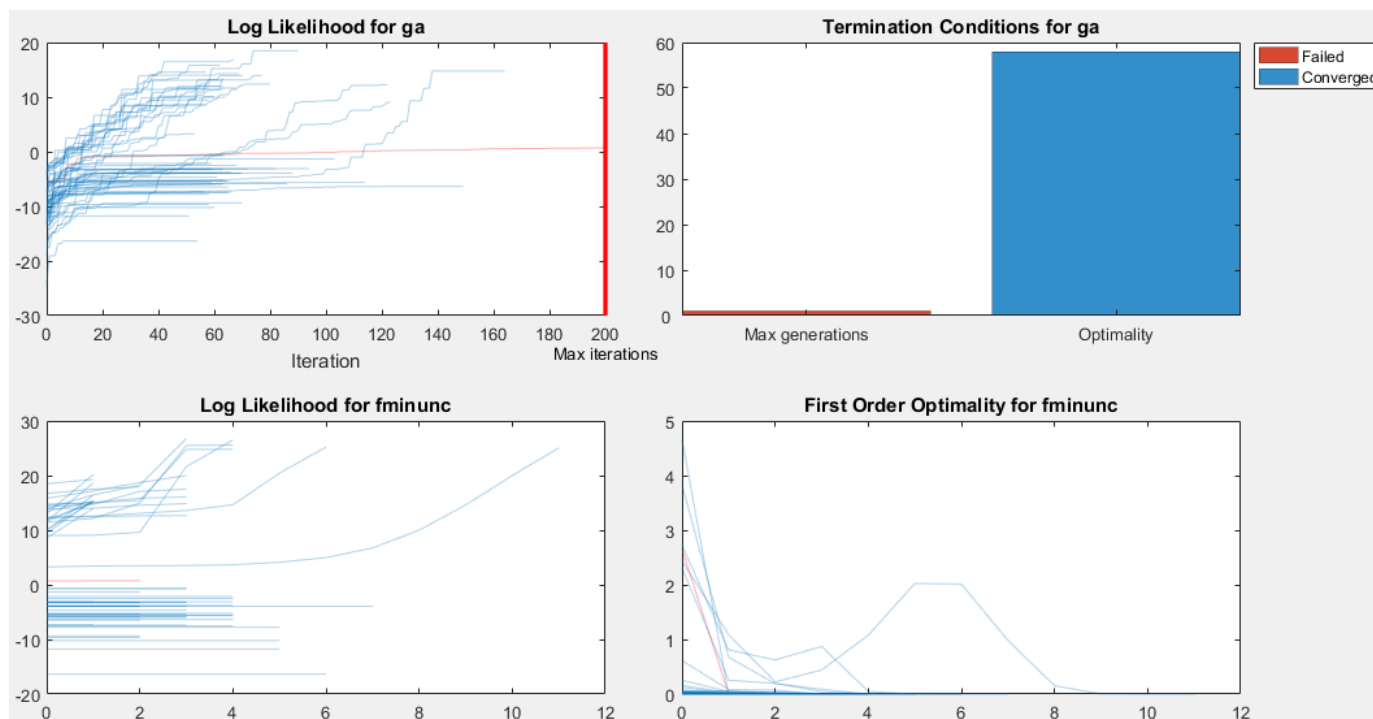 Log Likelihood for ga
20
10
0
-10
-20
-30
0 20 40 60 80 100 120 140 160 180 200
Iteration
Max iterations
Termination Conditions for ga
60
50
40
30
20
10
0
Max generations Optimality
Failed
Converged
Log Likelihood for fminunc
30
20
10
0
-10
-20
0 2 4 6 8 10 12
First Order Optimality for fminunc
5
4
3
2
1
0
0 2 4 6 8 10 12